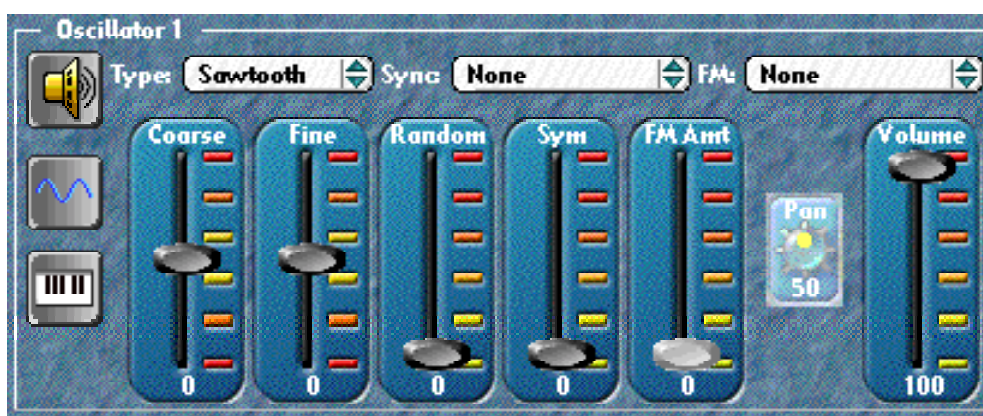 Oscillator 1
Type: Sawtooth Sync: None FM: None
Coarse Fine Random Sym FM Amt Volume
Pan
50
0 0 0 0 0 100